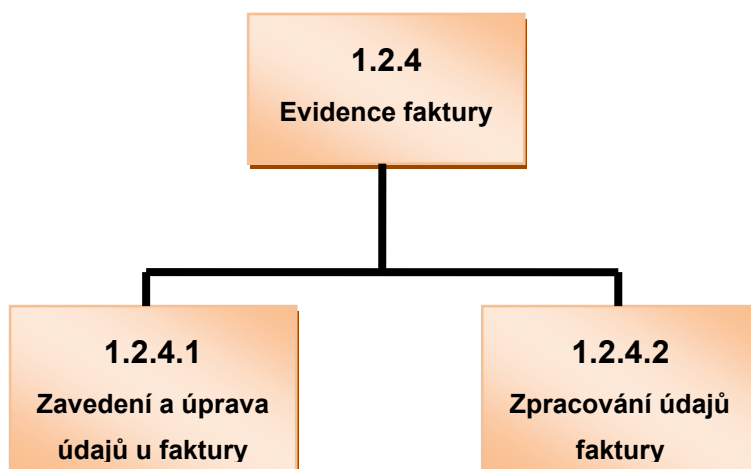 1.2.4
Evidence faktury
1.2.4.1
Zavedení a úprava
údajů u faktury
1.2.4.2
Zpracování údajů
faktury